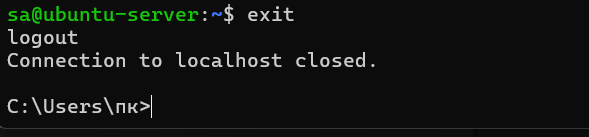 sa@ubuntu-server:~$ exit
logout
Connection to localhost closed.
C:\Users\пк>